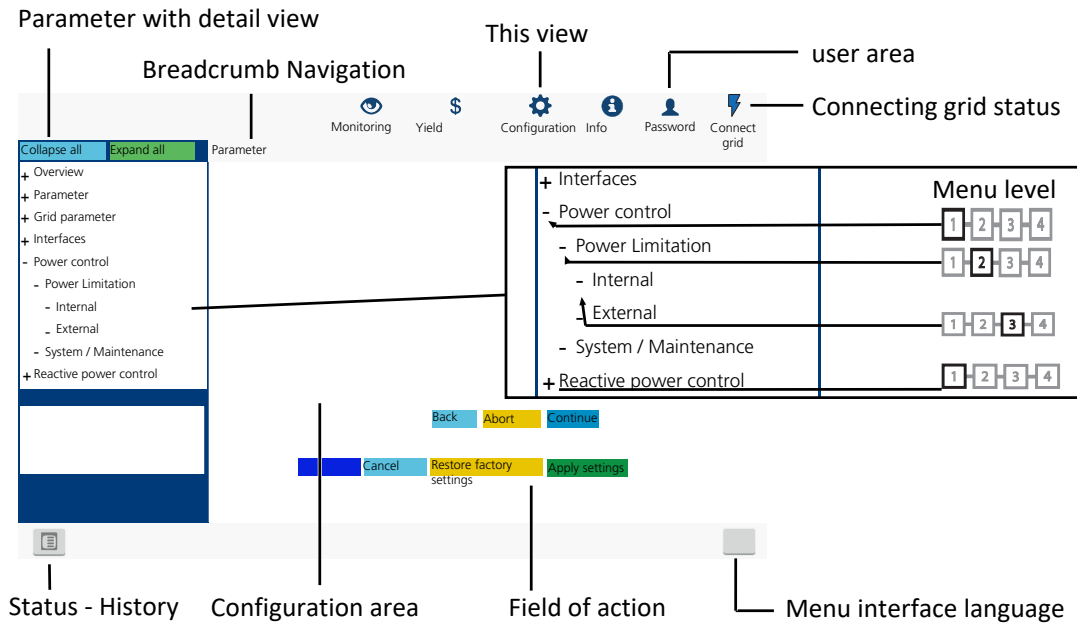 Parameter with detail view
This view
user area
Breadcrumb Navigation
Connecting grid status
$
Monitoring
Yield
Configuration
Info
Password
Connect
grid
Collapse all
Expand all
Parameter
+ Overview
+ Parameter
+ Grid parameter
+ Interfaces
- Power control
- Power Limitation
- Internal
- External
- System / Maintenance
+ Reactive power control
+ Interfaces
Menu level
- Power control
1 2 3 4
- Power Limitation
1 2 3 4
- Internal
- External
1 2 3 4
- System / Maintenance
+ Reactive power control
1 2 3 4
Back
Abort
Continue
Cancel
Restore factory
settings
Apply settings
Status - History
Configuration area
Field of action
Menu interface language